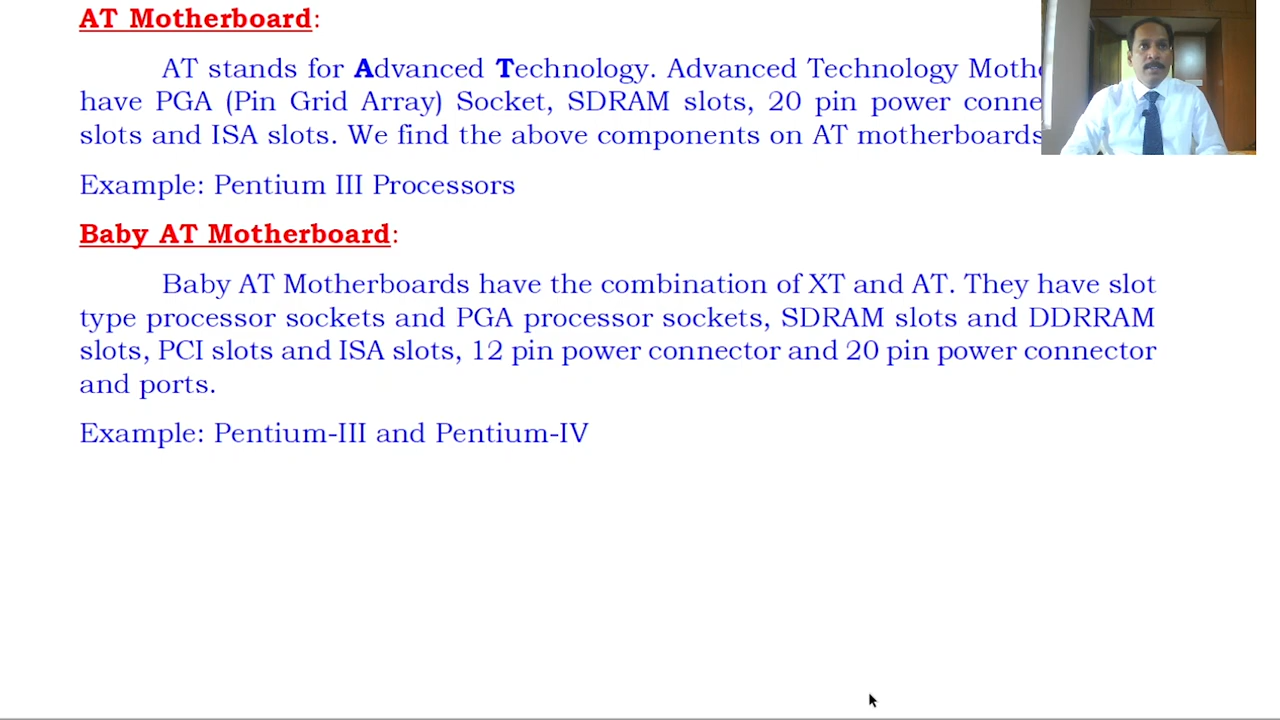 AT Motherboard:
AT stands for Advanced Technology. Advanced Technology
have PGA (Pin Grid Array) Socket, SDRAM slots, 20 pin power
slots and ISA slots. We find the above components on AT motherboards
Example: Pentium III Processors
Baby AT Motherboard:
Baby AT Motherboards have the combination of XT and AT. They have slot
type processor sockets and PGA processor sockets, SDRAM slots and DDRRAM
slots, PCI slots and ISA slots, 12 pin power connector and 20 pin power connector
and ports.
Example: Pentium-III and Pentium-IV